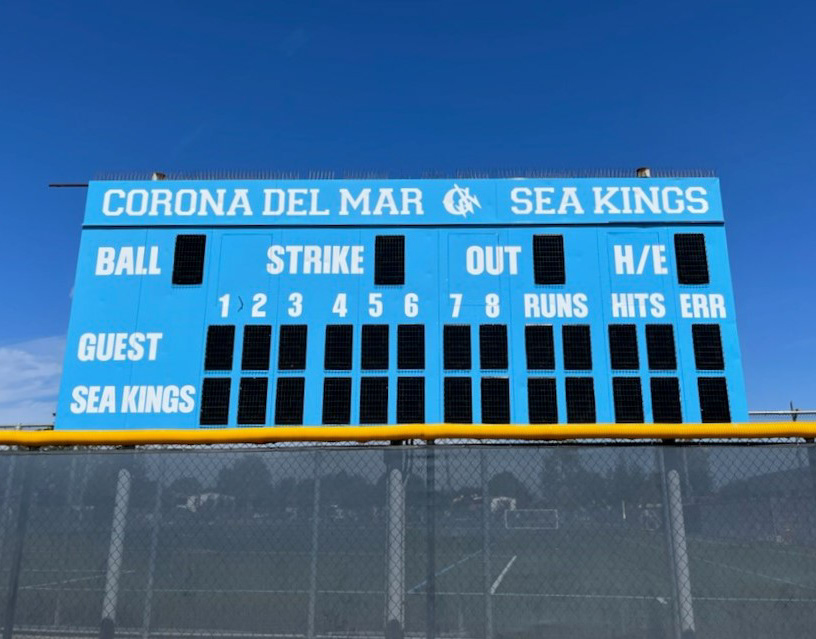 CORONA DEL MAR SEA KINGS
BALL STRIKE OUT H/E
1 2 3 4 5 6 7 8 RUNS HITS ERR
GUEST
SEA KINGS